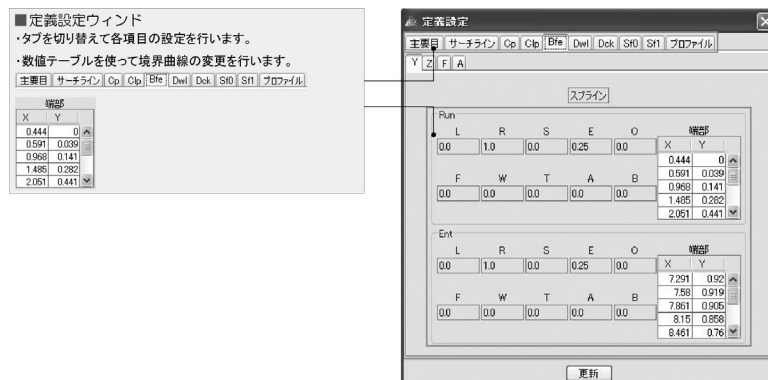 ■定義設定ウィンド
・タブを切り替えて各項目の設定を行います。
・数値テーブルを使って境界曲線の変更を行います。
主要目 サーチライン Cp Clp Bfe Dwl Dck Sf0 Sf1 プロファイル
端部
X Y
0.444 0
0.591 0.039
0.968 0.141
1.485 0.282
2.051 0.441
定義設定
主要目 サーチライン Cp Clp Bfe Dwl Dck Sf0 Sf1 プロファイル
Y Z F A
スプライン
Run
L R S E O 端部
0.0 1.0 0.0 0.25 0.0 X Y
0.444 0
0.591 0.039
F W T A B 0.968 0.141
0.0 0.0 0.0 0.0 0.0 1.485 0.282
2.051 0.441
Ent
L R S E O 端部
0.0 1.0 0.0 0.25 0.0 X Y
7.291 0.92
7.58 0.919
F W T A B 7.861 0.905
0.0 0.0 0.0 0.0 0.0 8.15 0.858
8.461 0.76
更新